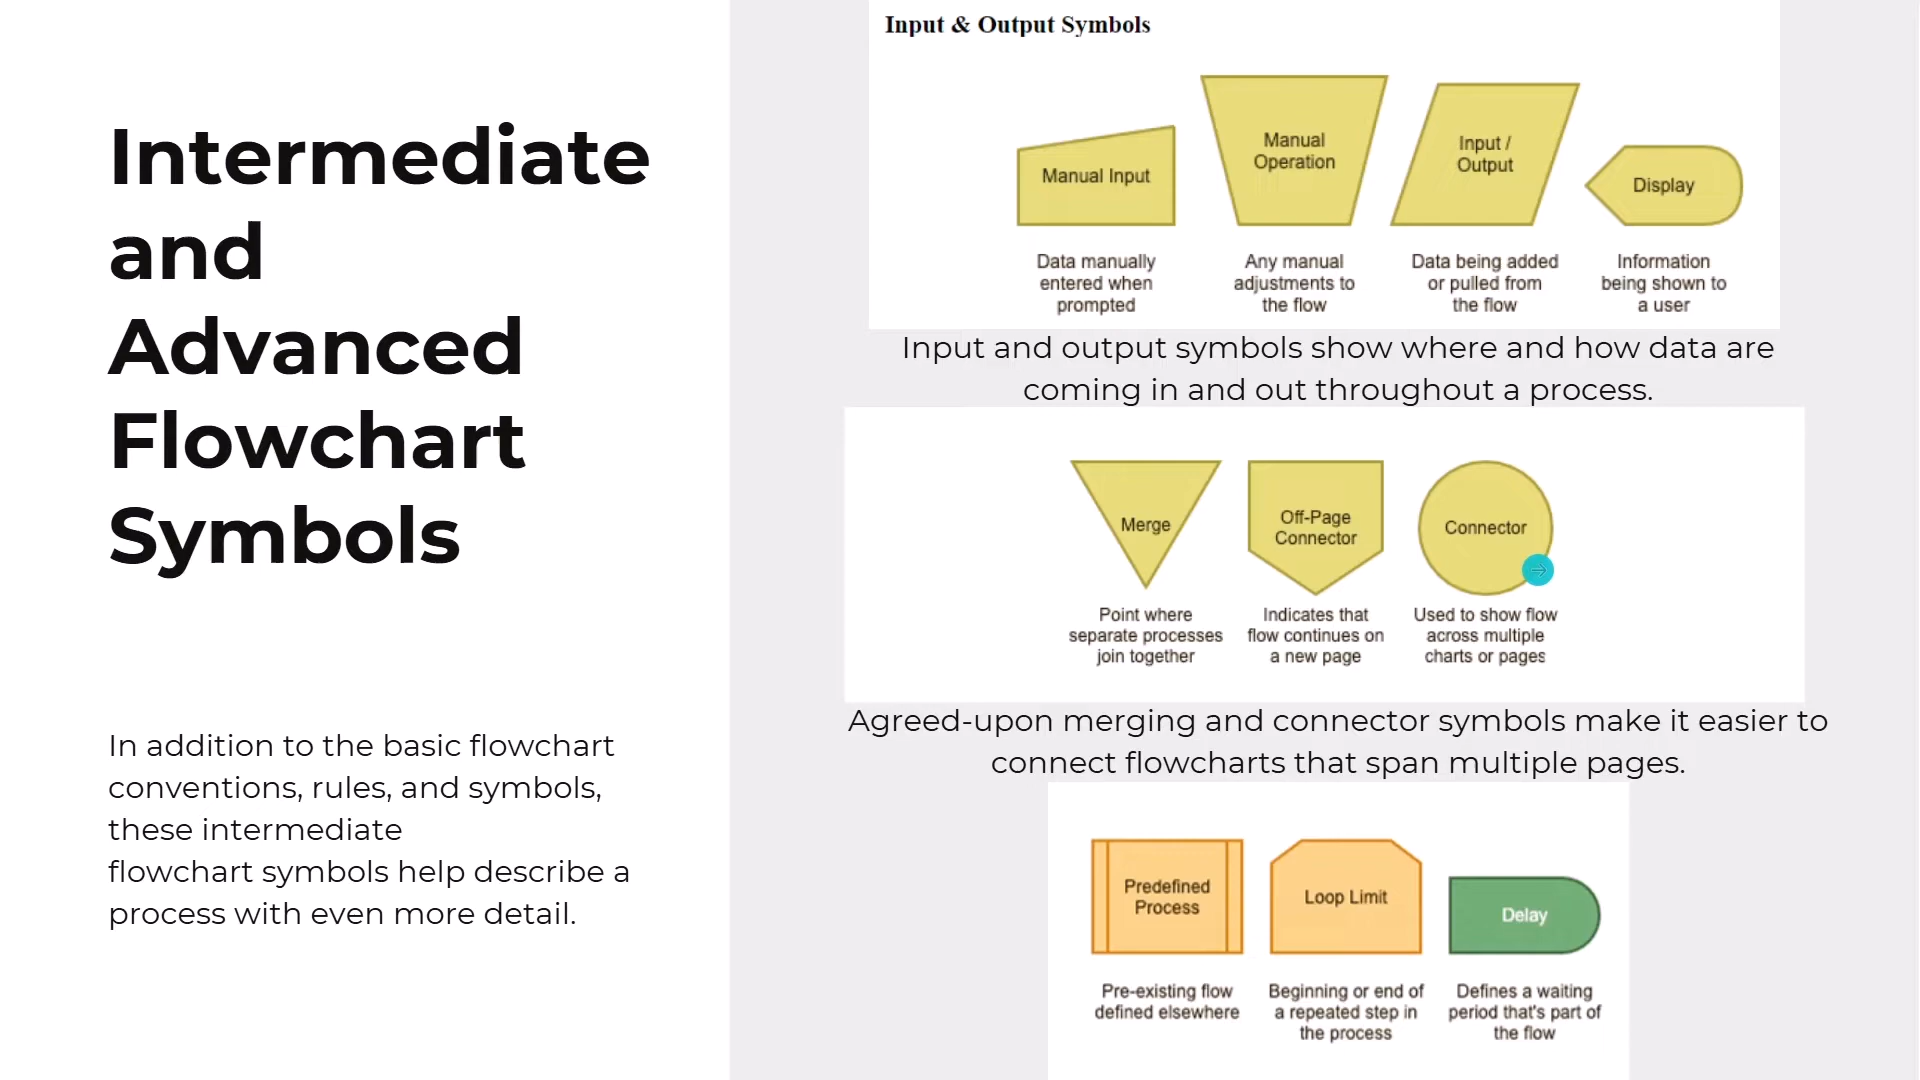 Intermediate
and
Advanced
Flowchart
Symbols
In addition to the basic flowchart
conventions, rules, and symbols,
these intermediate
flowchart symbols help describe a
process with even more detail.
Input & Output Symbols
Manual Input
Manual
Operation
Input /
Output
Display
Data manually
entered when
prompted
Any manual
adjustments to
the flow
Data being added
or pulled from
the flow
Information
being shown to
a user
Input and output symbols show where and how data are
coming in and out throughout a process.
Merge
Off-Page
Connector
Connector
Point where
separate processes
join together
Indicates that
flow continues on
a new page
Used to show flow
across multiple
charts or pages
Agreed-upon merging and connector symbols make it easier to
connect flowcharts that span multiple pages.
Predefined
Process
Loop Limit
Delay
Pre-existing flow
defined elsewhere
Beginning or end of
a repeated step in
the process
Defines a waiting
period that's part of
the flow